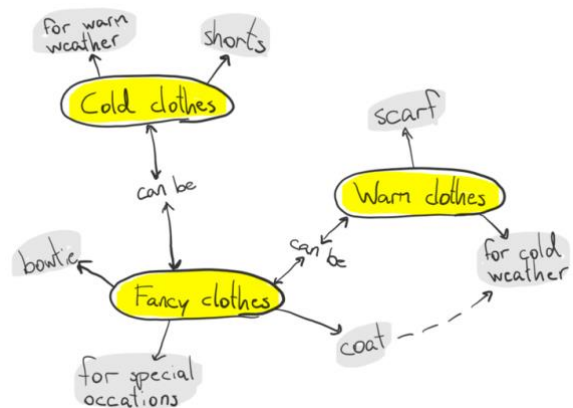 for warm
weather
shorts
Cold clothes
scarf
can be
Warm clothes
can be
for cold
weather
bowtie
Fancy clothes
coat
for special
occations